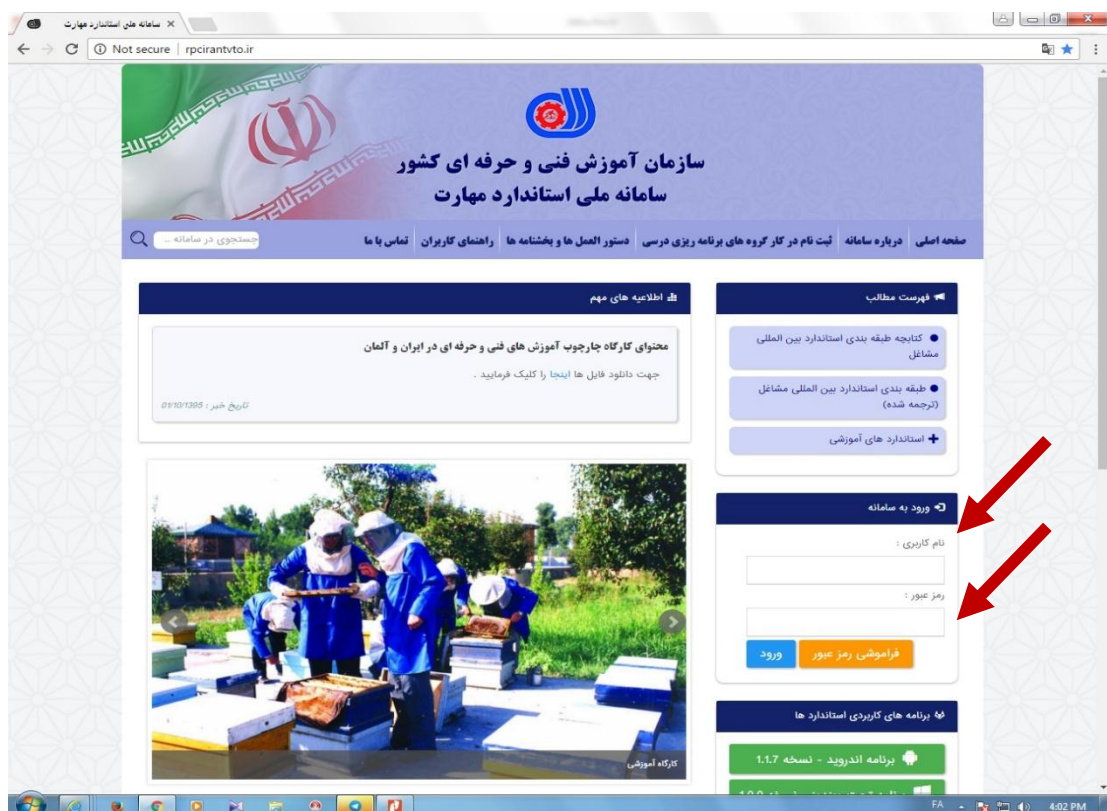 سامانه ملی استاندارد مهارت
Not secure | rpcirantvto.ir
سازمان آموزش فنی و حرفه ای کشور
سامانه ملی استاندارد مهارت
صفحه اصلی درباره سامانه ثبت نام در کار گروه های برنامه ریزی درسی دستور العمل ها و بخشنامه ها راهنمای کاربران تماس با ما جستجوی در سامانه ..
فهرست مطالب
کتابچه طبقه بندی استاندارد بین المللی
مشاغل
طبقه بندی استاندارد بین المللی مشاغل
(ترجمه شده)
استاندارد های آموزشی
اطلاعیه های مهم
محتوای کارگاه چارچوب آموزش های فنی و حرفه ای در ایران و آلمان
جهت دانلود فایل ها اینجا را کلیک فرمایید .
تاریخ خبر : 01/10/1395
ورود به سامانه
نام کاربری :
رمز عبور :
فراموشی رمز عبور ورود
کارگاه آموزشی
برنامه های کاربردی استاندارد ها
برنامه اندروید - نسخه 1.1.7
FA 4:02 PM